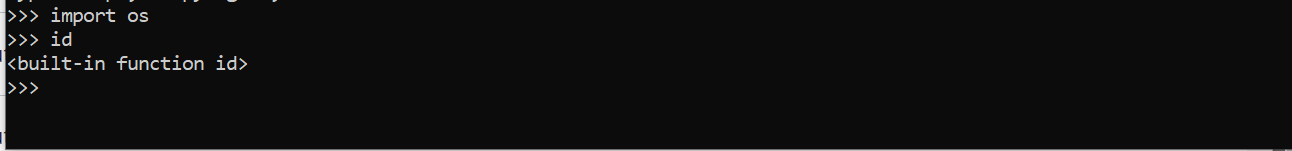 >>> import os
>>> id
<built-in function id>
>>>